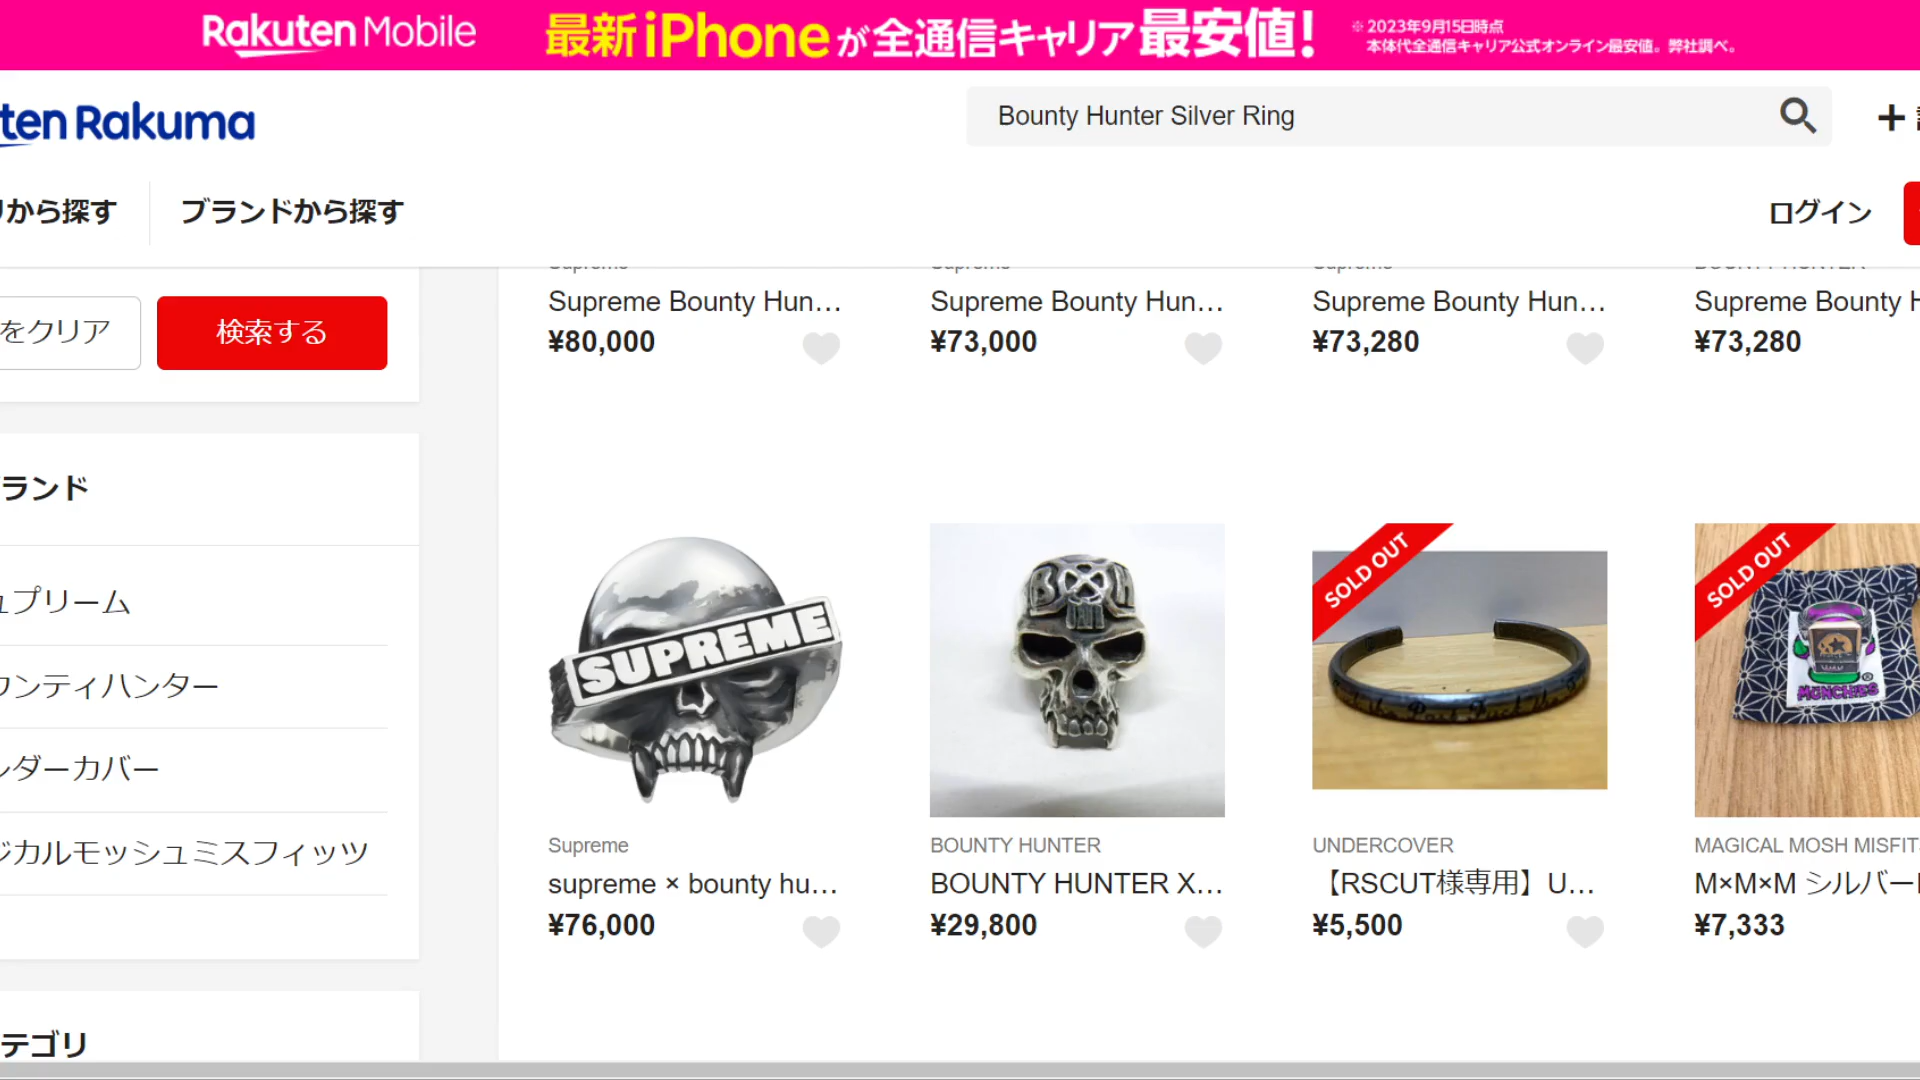 Rakuten Mobile 最新iPhoneが全通信キャリア最安値! ※2023年9月15日時点
本体代全通信キャリア公式オンライン最安値。弊社調べ。
ten Rakuma
Bounty Hunter Silver Ring
+
リから探す
ブランドから探す
ログイン
Supreme
Supreme
Supreme
BOUNTY HUNTER
をクリア
検索する
Supreme Bounty Hun...
Supreme Bounty Hun...
Supreme Bounty Hun...
Supreme Bounty H
¥80,000
¥73,000
¥73,280
¥73,280
ランド
ュプリーム
ウンティハンター
ンダーカバー
ジカルモッシュミスフィッツ
テゴリ
SUPREME
SOLD OUT
SOLD OUT
MUNCHIES
Supreme
BOUNTY HUNTER
UNDERCOVER
MAGICAL MOSH MISFIT
supreme × bounty hu...
BOUNTY HUNTER X...
【RSCUT様専用】U...
M×M×M シルバー
¥76,000
¥29,800
¥5,500
¥7,333